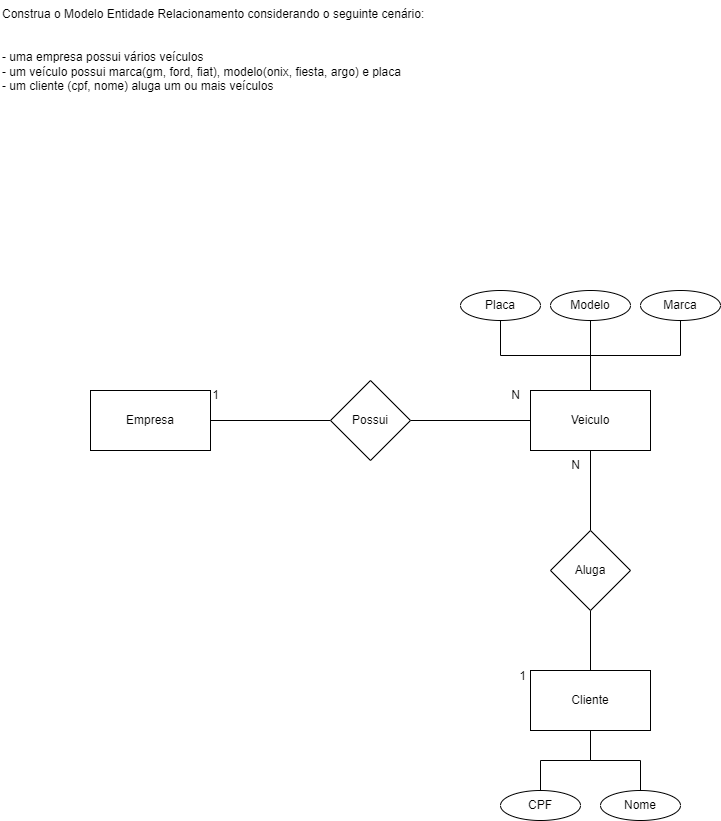 Construa o Modelo Entidade Relacionamento considerando o seguinte cenário:
- uma empresa possui vários veículos
- um veículo possui marca(gm, ford, fiat), modelo(onix, fiesta, argo) e placa
- um cliente (cpf, nome) aluga um ou mais veículos
Placa
Modelo
Marca
1
N
Empresa
Possui
Veiculo
N
Aluga
1
Cliente
CPF
Nome